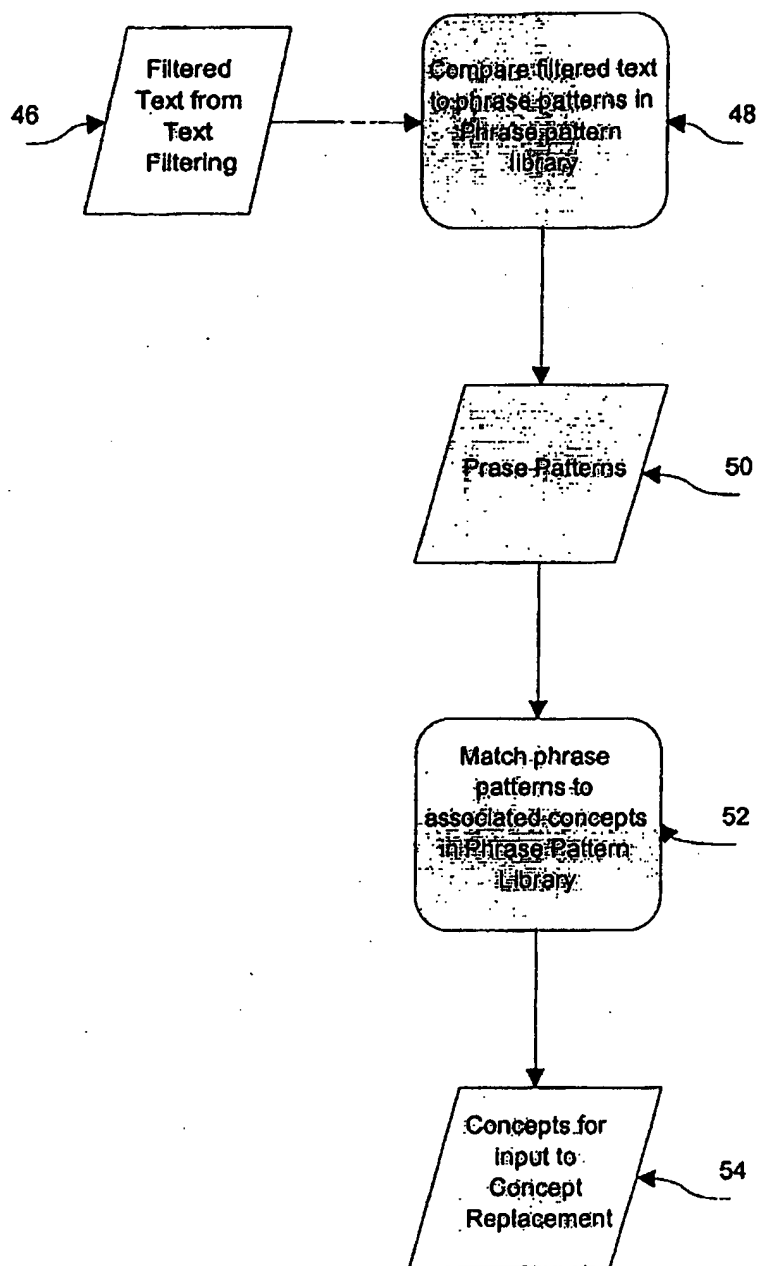 46
Filtered
Text from
Text
Filtering
Compare filtered text
to phrase patterns in
Phrase pattern
library
48
Prase Patterns
50
Match phrase
patterns to
associated concepts
in Phrase Pattern
Library
52
Concepts for
input to
Concept
Replacement
54